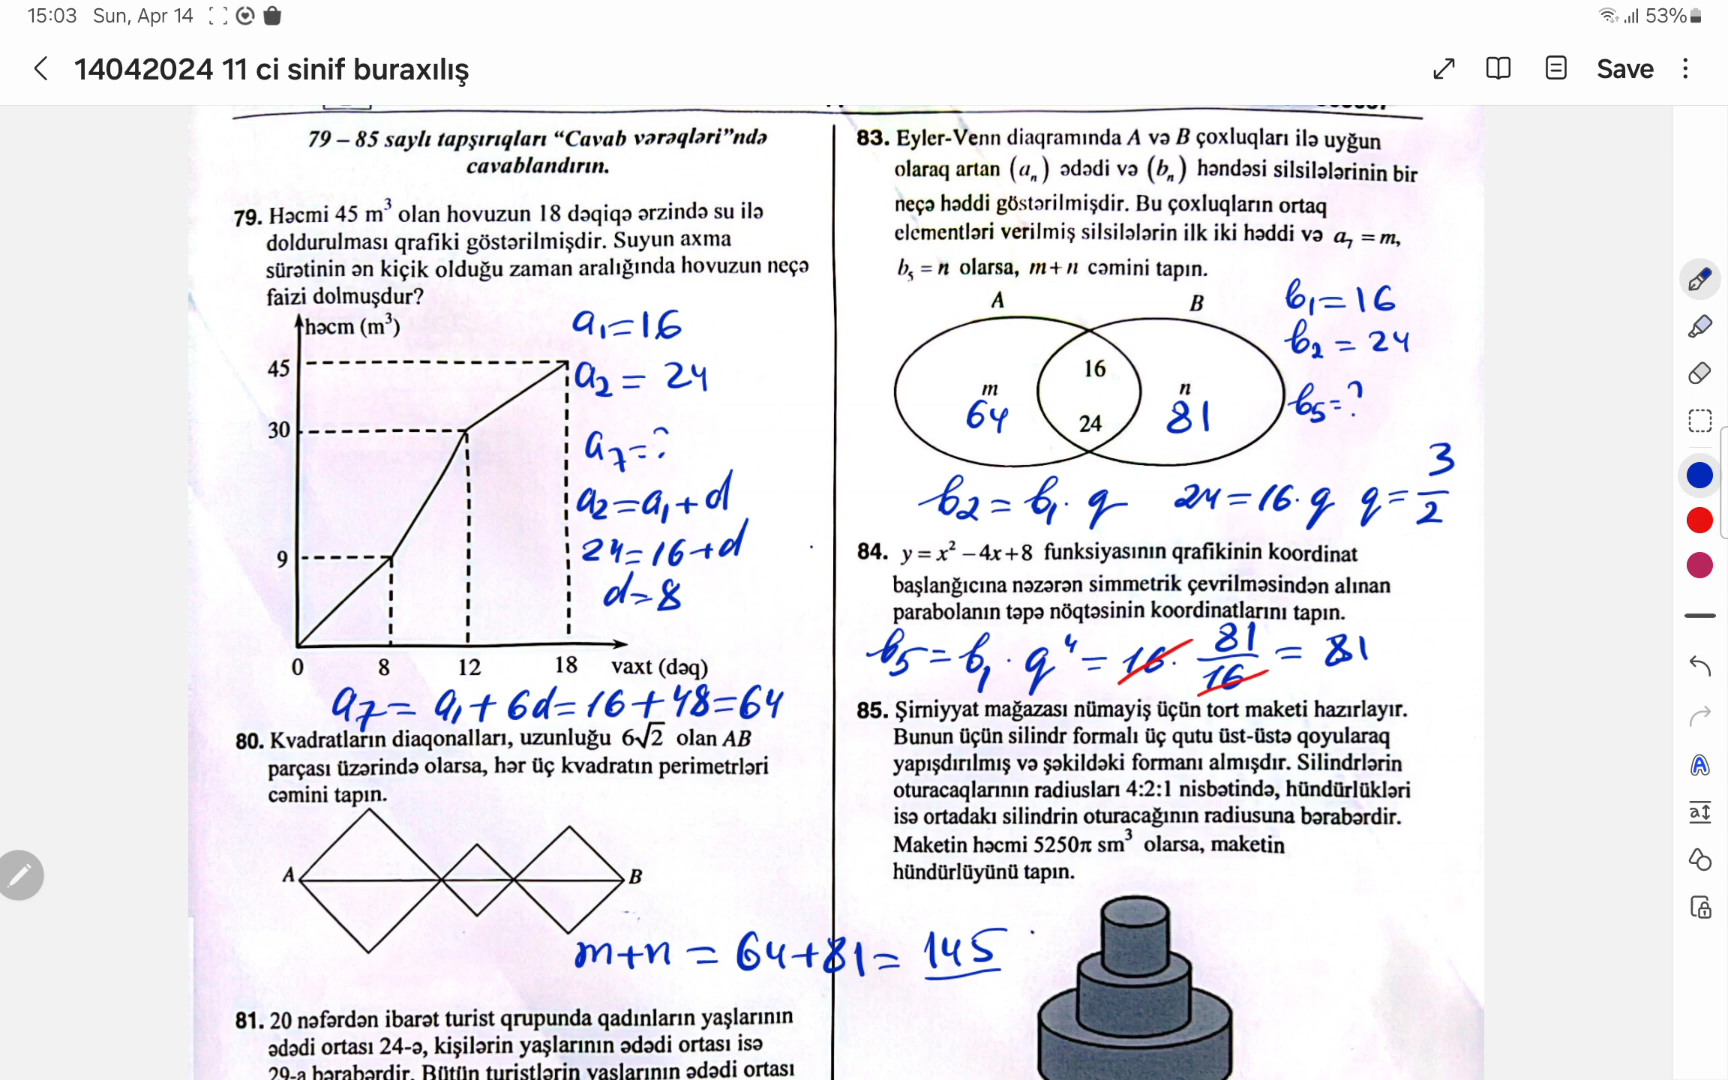 15:03 Sun, Apr 14
53%
14042024 11 ci sinif buraxılış
Save
79 – 85 saylı tapşırıqları “Cavab vərəqləri”ndə
cavablandırın.
79. Həcmi 45 m³ olan hovuzun 18 dəqiqə ərzində su ilə
doldurulması qrafiki göstərilmişdir. Suyun axma
sürətinin ən kiçik olduğu zaman aralığında hovuzun neçə
faizi dolmuşdur?
həcm (m³)
45
30
9
0 8 12 18 vaxt (dəq)
a₁=16
a₂ = 24
a₇=?
a₂=a₁+d
24=16+d
d=8
a₇ = a₁+6d=16+48=64
80. Kvadratların diaqonalları, uzunluğu 6√2 olan AB
parçası üzərində olarsa, hər üç kvadratın perimetrləri
cəmini tapın.
A B
m+n = 64+81= 145
81. 20 nəfərdən ibarət turist qrupunda qadınların yaşlarının
ədədi ortası 24-ə, kişilərin yaşlarının ədədi ortası isə
29-a bərabərdir. Bütün turistlərin yaşlarının ədədi ortası
83. Eyler-Venn diaqramında A və B çoxluqları ilə uyğun
olaraq artan (aₙ) ədədi və (bₙ) həndəsi silsilələrinin bir
neçə həddi göstərilmişdir. Bu çoxluqların ortaq
elementləri verilmiş silsilələrin ilk iki həddi və a₇ = m,
b₅ = n olarsa, m+n cəmini tapın.
A B
16
m n
64 81
24
b₁=16
b₂ = 24
b₅=?
b₂ = b₁·q 24=16·q q=3/2
84. y = x² – 4x+8 funksiyasının qrafikinin koordinat
başlanğıcına nəzərən simmetrik çevrilməsindən alınan
parabolanın təpə nöqtəsinin koordinatlarını tapın.
b₅ = b₁·q⁴ = 16·81/16 = 81
85. Şirniyyat mağazası nümayiş üçün tort maketi hazırlayır.
Bunun üçün silindr formalı üç qutu üst-üstə qoyularaq
yapışdırılmış və şəkildəki formanı almışdır. Silindrlərin
oturacaqlarının radiusları 4:2:1 nisbətində, hündürlükləri
isə ortadakı silindrin oturacağının radiusuna bərabərdir.
Maketin həcmi 5250π sm³ olarsa, maketin
hündürlüyünü tapın.